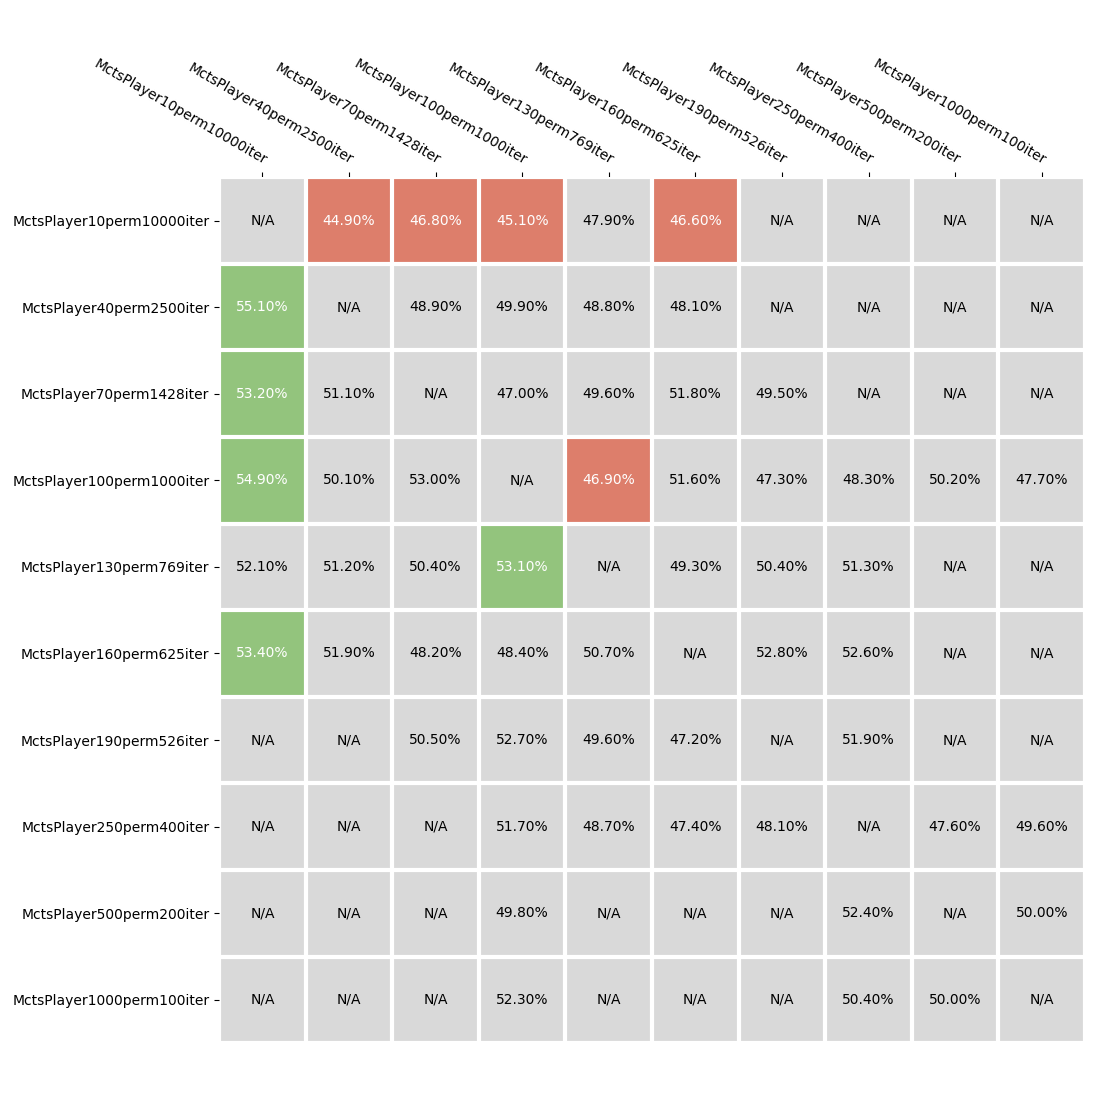 MctsPlayer10perm10000iter
MctsPlayer40perm2500iter
MctsPlayer70perm1428iter
MctsPlayer100perm1000iter
MctsPlayer130perm769iter
MctsPlayer160perm625iter
MctsPlayer190perm526iter
MctsPlayer250perm400iter
MctsPlayer500perm200iter
MctsPlayer1000perm100iter
MctsPlayer10perm10000iter N/A 44.90% 46.80% 45.10% 47.90% 46.60% N/A N/A N/A N/A
MctsPlayer40perm2500iter 55.10% N/A 48.90% 49.90% 48.80% 48.10% N/A N/A N/A N/A
MctsPlayer70perm1428iter 53.20% 51.10% N/A 47.00% 49.60% 51.80% 49.50% N/A N/A N/A
MctsPlayer100perm1000iter 54.90% 50.10% 53.00% N/A 46.90% 51.60% 47.30% 48.30% 50.20% 47.70%
MctsPlayer130perm769iter 52.10% 51.20% 50.40% 53.10% N/A 49.30% 50.40% 51.30% N/A N/A
MctsPlayer160perm625iter 53.40% 51.90% 48.20% 48.40% 50.70% N/A 52.80% 52.60% N/A N/A
MctsPlayer190perm526iter N/A N/A 50.50% 52.70% 49.60% 47.20% N/A 51.90% N/A N/A
MctsPlayer250perm400iter N/A N/A N/A 51.70% 48.70% 47.40% 48.10% N/A 47.60% 49.60%
MctsPlayer500perm200iter N/A N/A N/A 49.80% N/A N/A N/A 52.40% N/A 50.00%
MctsPlayer1000perm100iter N/A N/A N/A 52.30% N/A N/A N/A 50.40% 50.00% N/A